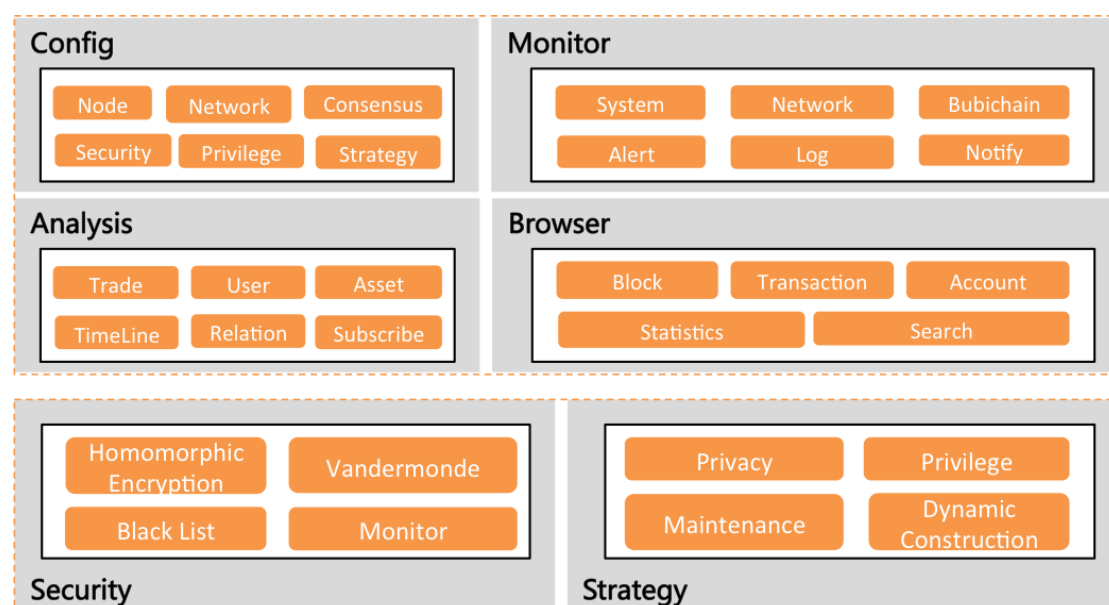 Config
Node
Network
Consensus
Security
Privilege
Strategy
Monitor
System
Network
Bubichain
Alert
Log
Notify
Analysis
Trade
User
Asset
TimeLine
Relation
Subscribe
Browser
Block
Transaction
Account
Statistics
Search
Homomorphic
Encryption
Vandermonde
Black List
Monitor
Security
Privacy
Privilege
Maintenance
Dynamic
Construction
Strategy